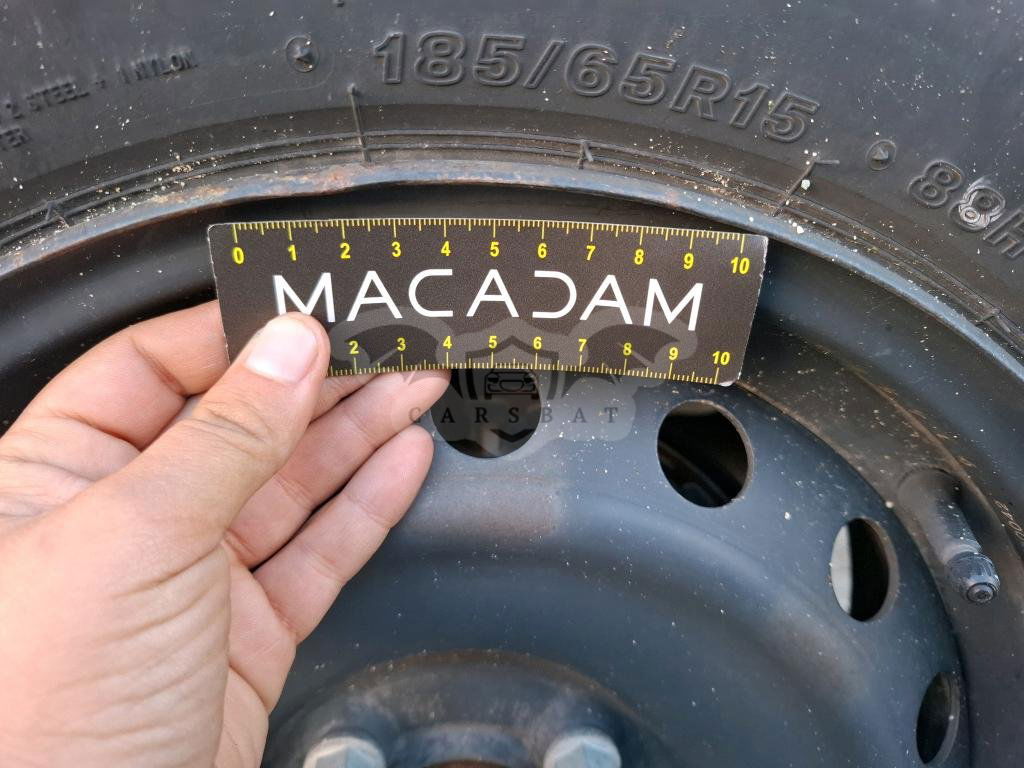 2 STEEL + 1 NYLON
185/65R15
88H
0 1 2 3 4 5 6 7 8 9 10
MACADAM
2 3 4 5 6 7 8 9 10
CARSBAT